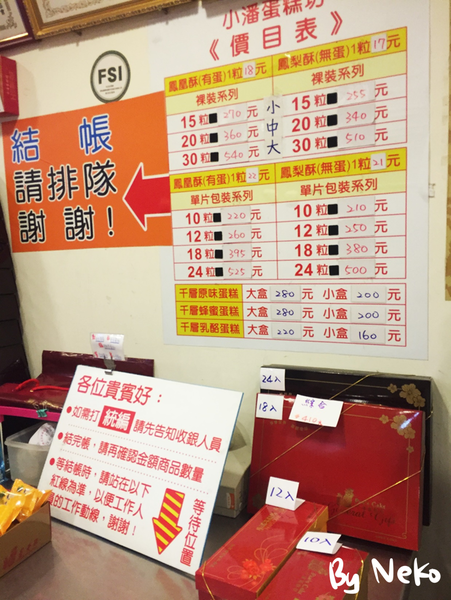 小潘蛋糕坊
《價目表》
鳳凰酥(有蛋)1粒18元
鳳梨酥(無蛋)1粒17元
裸裝系列
裸裝系列
15粒 270元
小
15粒 255元
20粒 360元
中
20粒 340元
30粒 540元
大
30粒 510元
鳳凰酥(有蛋)1粒22元
鳳梨酥(無蛋)1粒21元
單片包裝系列
單片包裝系列
10粒 220元
10粒 210元
12粒 260元
12粒 250元
18粒 395元
18粒 380元
24粒 525元
24粒 500元
千層原味蛋糕 大盒 280元 小盒 200元
千層蜂蜜蛋糕 大盒 280元 小盒 200元
千層乳酪蛋糕 大盒 220元 小盒 160元
FSI
結帳
請排隊
謝謝!
各位貴賓好:
●如需打統編請先告知收銀人員
●結完帳,請再確認金額商品數量
●等結帳時,請站在以下
紅線為準,以便工作人
的工作動線,謝謝!
等待位置
24入
18入
綜合
12入
10入
By Neko